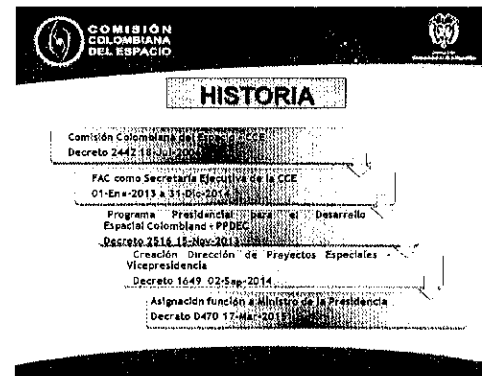 COMISIÓN
COLOMBIANA
DEL ESPACIO
HISTORIA
Comisión Colombiana del Espacio - CCE
Decreto 2442 18-Jul-2006
FAC como Secretaria Ejecutiva de la CCE
01-Ene-2013 a 31-Dic-2014
Programa Presidencial para el Desarrollo
Espacial Colombiano - PPDEC
Decreto 2516 15-Nov-2013
Creación Dirección de Proyectos Especiales -
Vicepresidencia
Decreto 1649 02-Sep-2014
Asignación función a Ministro de la Presidencia
Decrato 0470 17-Mar-2015